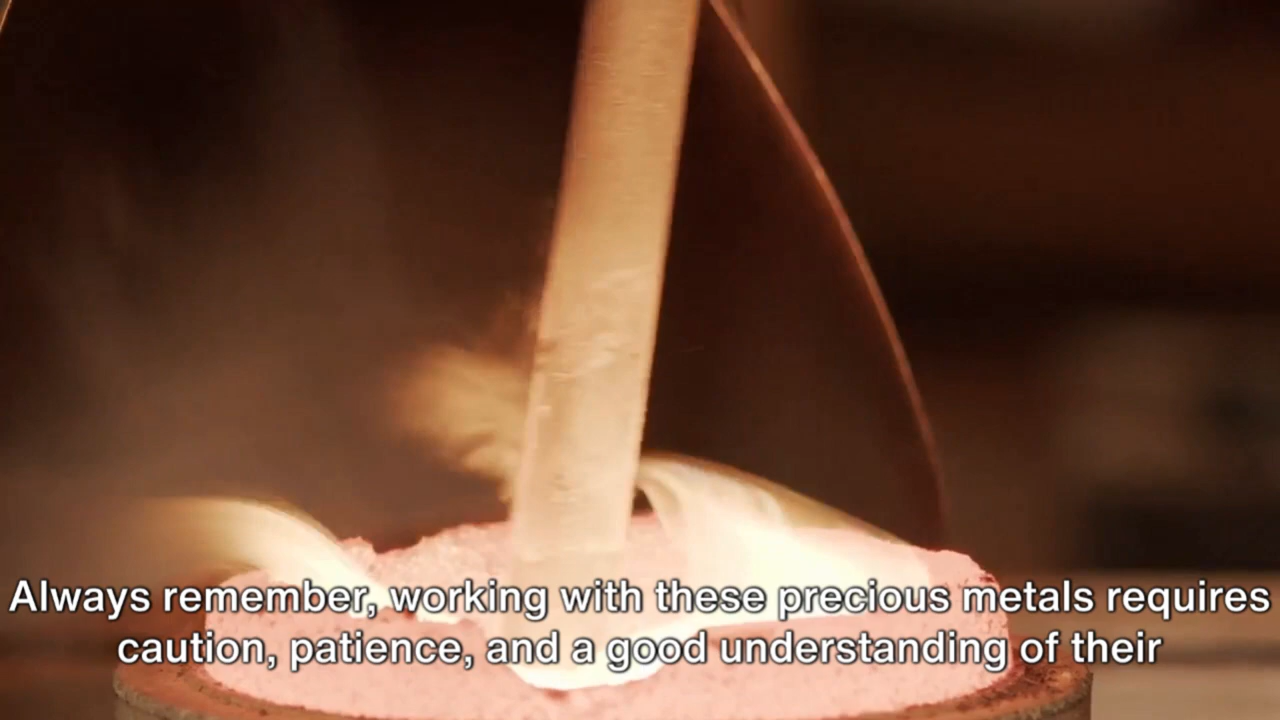 Always remember, working with these precious metals requires
caution, patience, and a good understanding of their